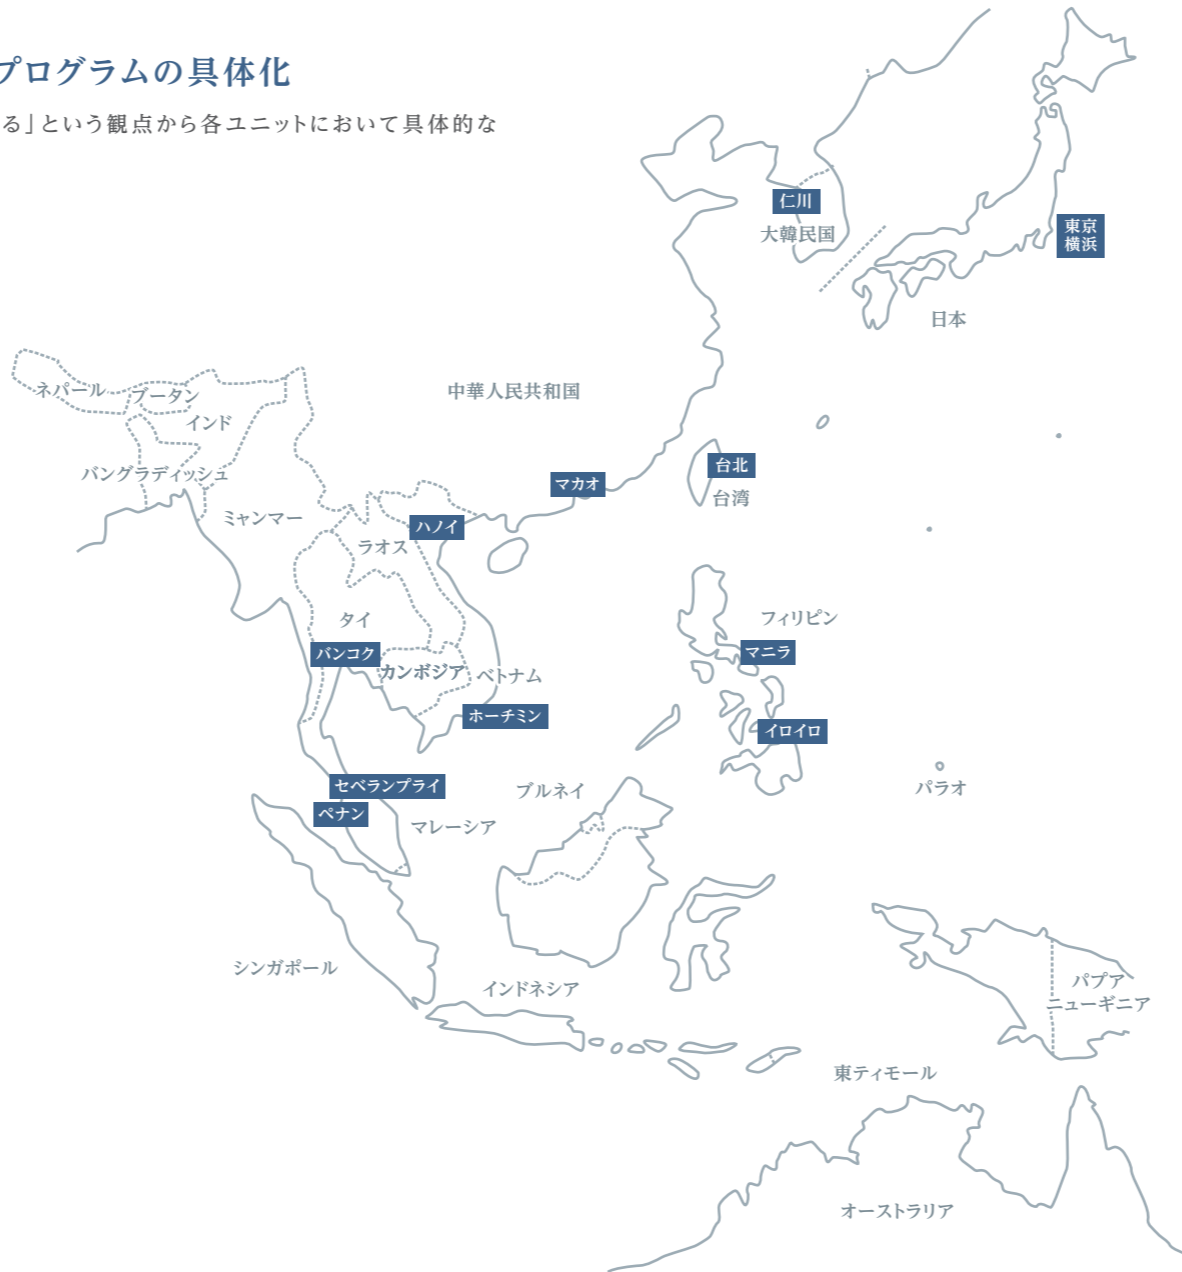 プログラムの具体化
る」という観点から各ユニットにおいて具体的な
仁川
大韓民国
東京
横浜
日本
ネパール
ブータン
中華人民共和国
インド
バングラディッシュ
台北
マカオ
台湾
ミャンマー
ハノイ
ラオス
タイ
フィリピン
バンコク
マニラ
カンボジア
ベトナム
ホーチミン
イロイロ
セベランプライ
ブルネイ
パラオ
ペナン
マレーシア
シンガポール
インドネシア
パプア
ニューギニア
東ティモール
オーストラリア